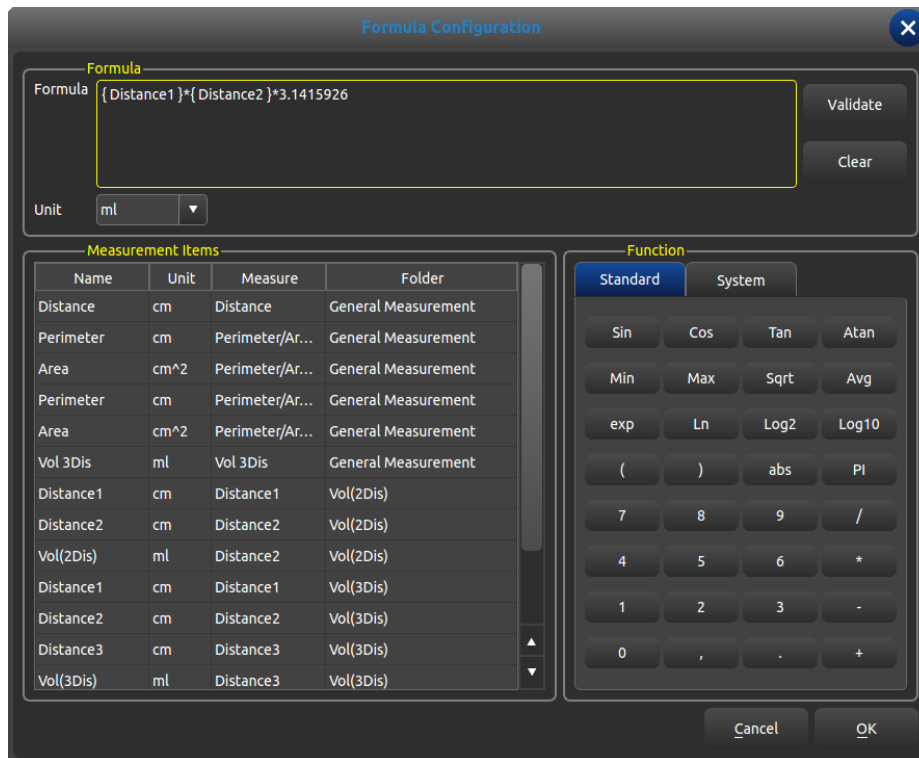 Formula Configuration
Formula
Formula
{ Distance1 }*{ Distance2 }*3.1415926
Validate
Clear
Unit
ml
Measurement Items
Name Unit Measure Folder
Distance cm Distance General Measurement
Perimeter cm Perimeter/Ar... General Measurement
Area cm^2 Perimeter/Ar... General Measurement
Perimeter cm Perimeter/Ar... General Measurement
Area cm^2 Perimeter/Ar... General Measurement
Vol 3Dis ml Vol 3Dis General Measurement
Distance1 cm Distance1 Vol(2Dis)
Distance2 cm Distance2 Vol(2Dis)
Vol(2Dis) ml Distance2 Vol(2Dis)
Distance1 cm Distance1 Vol(3Dis)
Distance2 cm Distance2 Vol(3Dis)
Distance3 cm Distance3 Vol(3Dis)
Vol(3Dis) ml Distance3 Vol(3Dis)
Function
Standard System
Sin Cos Tan Atan
Min Max Sqrt Avg
exp Ln Log2 Log10
( ) abs PI
7 8 9 /
4 5 6 *
1 2 3 -
0 , . +
Cancel OK